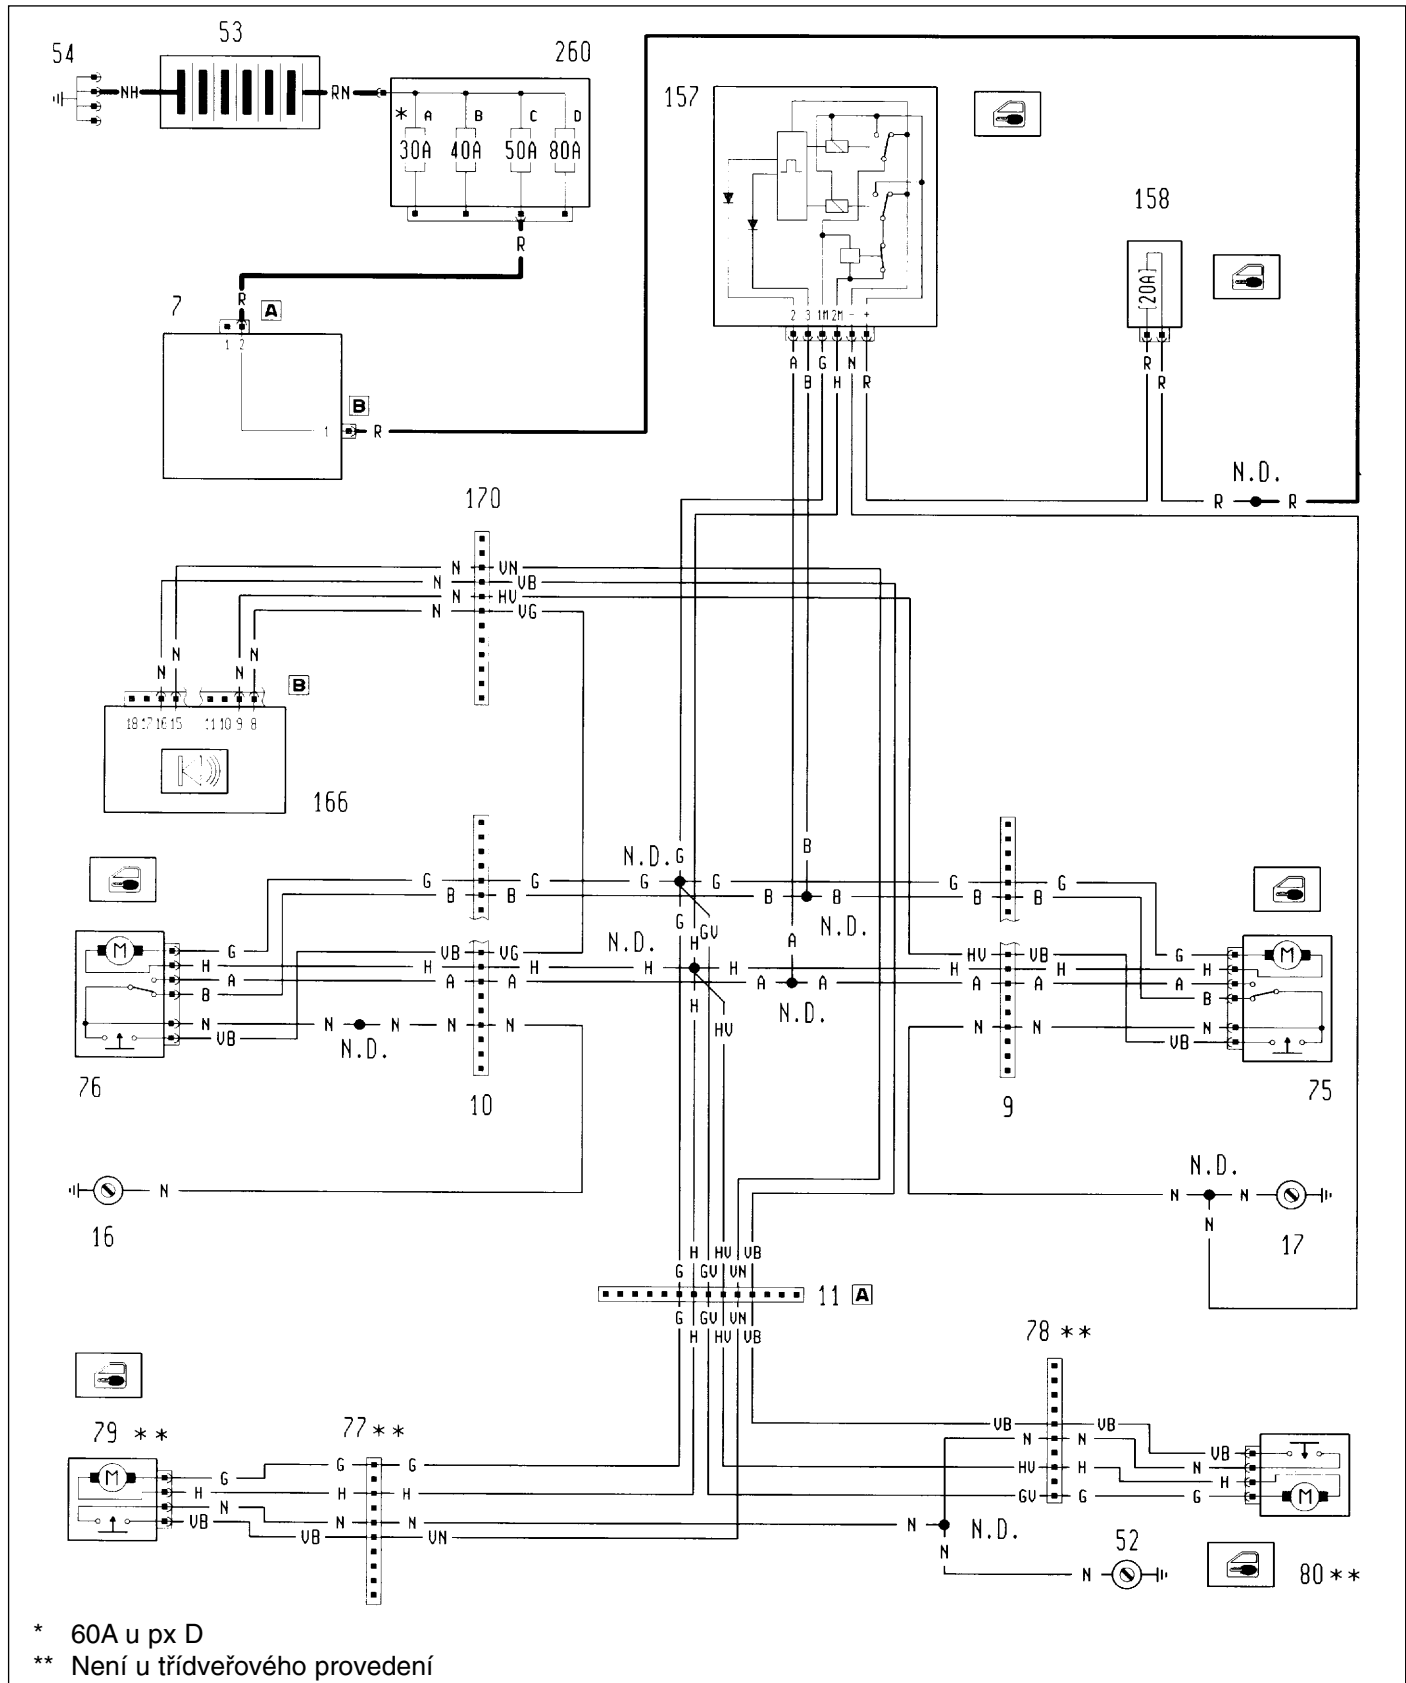 53
54
260
157
NH
RN
* A B C D
30A 40A 50A 80A
158
R
[20A]
R
7
A
1 2
2 3 1M 2M - +
A G N R
B H
R
R
B
1
R
N.D.
R R
170
N VN
N VB
N HV
N VG
N N
N N
B
18 17 16 15 11 10 9 8
166
B
N.D. G
G G G G G G
B B B B B B
G
N.D.
N.D.
H GV
A
G VB VG HV VB G
H H H H H H H H
A A A A A A A A
B B
N.D.
H
HV
N N N N N N N N
VB VB
N.D.
76
10
9
75
N.D.
N
N N
16
N
17
H HV VB
G GV VN
11 A
G GV VN
H HV VB
78 **
79 **
77 **
VB VB
N N VB
G G G N
H H H HV H H
N N N GV G G
VB VB VN
N N.D.
52
N N
80 **
M M M M
* 60A u px D
** Není u třídveřového provedení